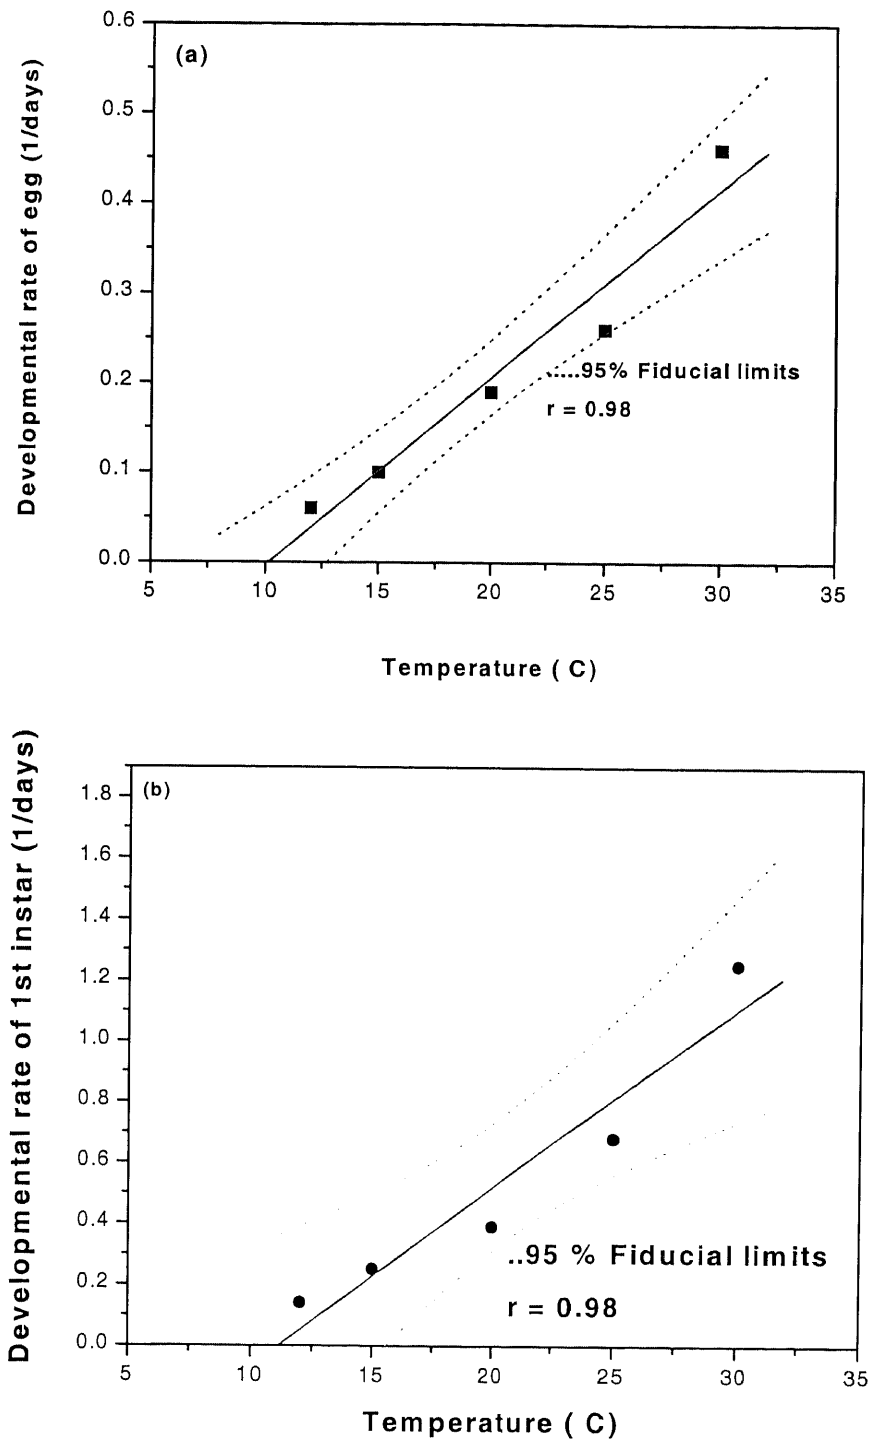 (a)
Developmental rate of egg (1/days)
0.6
0.5
0.4
0.3
0.2
0.1
0.0
.....95% Fiducial limits
r = 0.98
5 10 15 20 25 30 35
Temperature ( C)
(b)
Developmental rate of 1st instar (1/days)
1.8
1.6
1.4
1.2
1.0
0.8
0.6
0.4
0.2
0.0
..95 % Fiducial limits
r = 0.98
5 10 15 20 25 30 35
Temperature ( C)